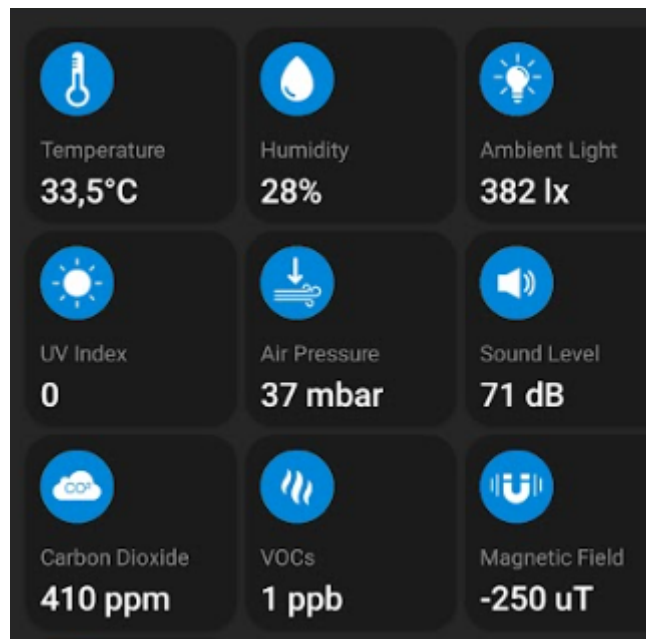 Temperature
33,5°C
Humidity
28%
Ambient Light
382 lx
UV Index
0
Air Pressure
37 mbar
Sound Level
71 dB
CO²
Carbon Dioxide
410 ppm
VOCs
1 ppb
Magnetic Field
-250 uT